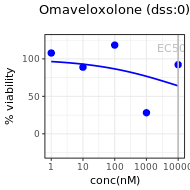 Omaveloxolone (dss:0)
EC50
% viability
100
50
0
1 10 100 1000 10000
conc(nM)